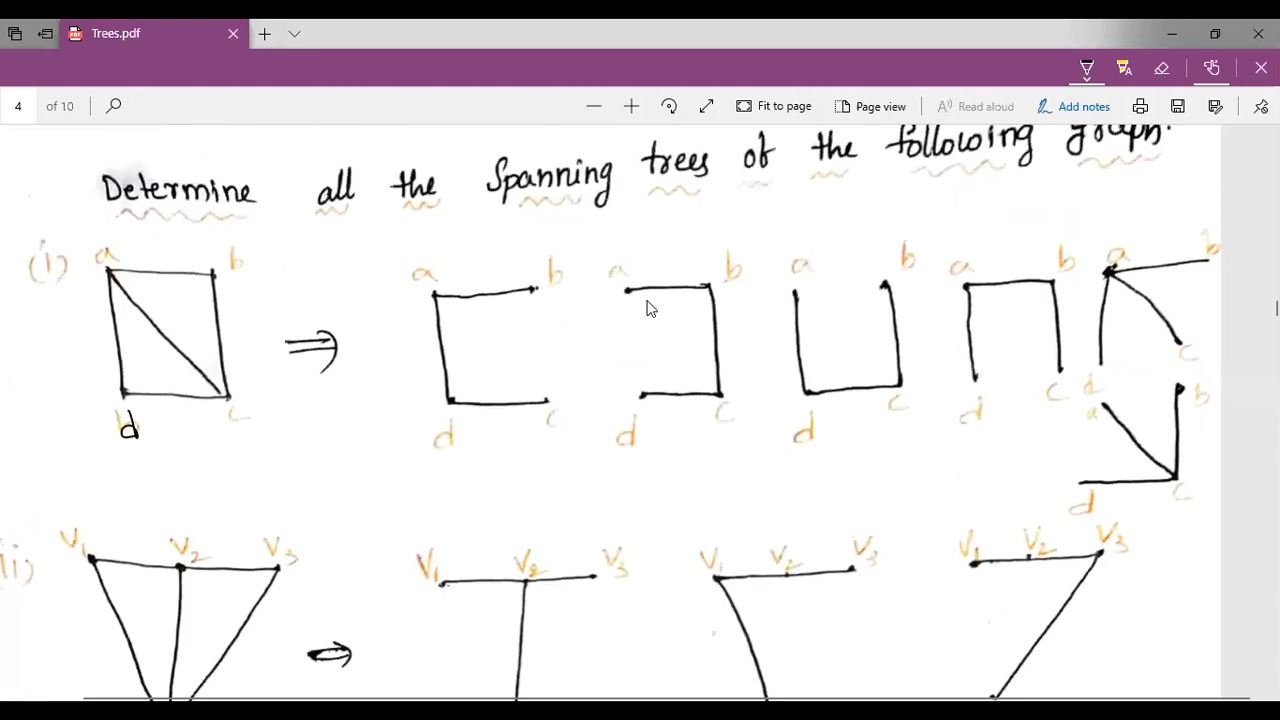 Trees.pdf
4 of 10
Fit to page
Page view
Read aloud
Add notes
Determine all the Spanning trees of the following graph.
(i)
a b
a b
a b
a b
a b
a b
d c
d c
d c
d c
d c
d c
a b
d c
V1 V2 V3
V1 V2 V3
V1 V2 V3
V1 V2 V3